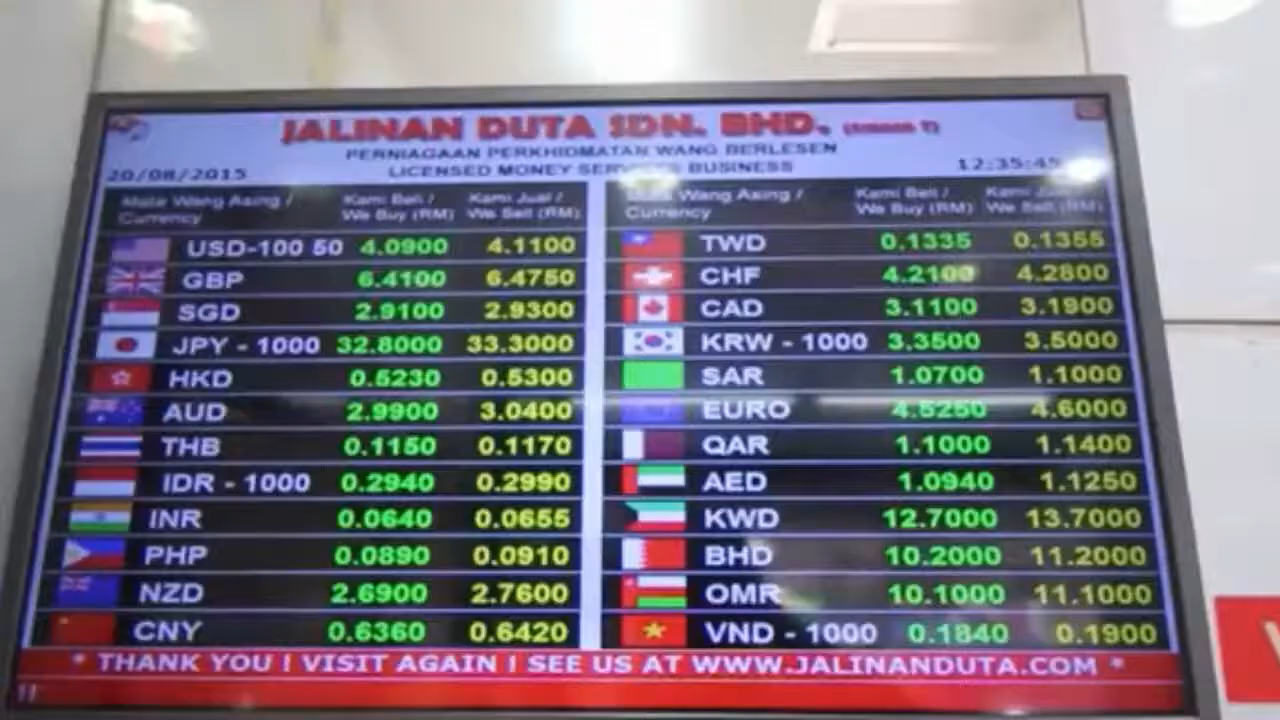 JALINAN DUTA SDN. BHD.
PERNIAGAAN PERKHIDMATAN WANG BERLESEN
20/08/2015 LICENSED MONEY SERVICES BUSINESS 12:35:45
Mata Wang Asing / Currency Kami Beli / We Buy (RM) Kami Jual / We Sell (RM) Mata Wang Asing / Currency Kami Beli / We Buy (RM) Kami Jual / We Sell (RM)
USD-100 50 4.0900 4.1100 TWD 0.1335 0.1355
GBP 6.4100 6.4750 CHF 4.2100 4.2800
SGD 2.9100 2.9300 CAD 3.1100 3.1900
JPY - 1000 32.8000 33.3000 KRW - 1000 3.3500 3.5000
HKD 0.5230 0.5300 SAR 1.0700 1.1000
AUD 2.9900 3.0400 EURO 4.5250 4.6000
THB 0.1150 0.1170 QAR 1.1000 1.1400
IDR - 1000 0.2940 0.2990 AED 1.0940 1.1250
INR 0.0640 0.0655 KWD 12.7000 13.7000
PHP 0.0890 0.0910 BHD 10.2000 11.2000
NZD 2.6900 2.7600 OMR 10.1000 11.1000
CNY 0.6360 0.6420 VND - 1000 0.1840 0.1900
* THANK YOU ! VISIT AGAIN ! SEE US AT WWW.JALINANDUTA.COM *